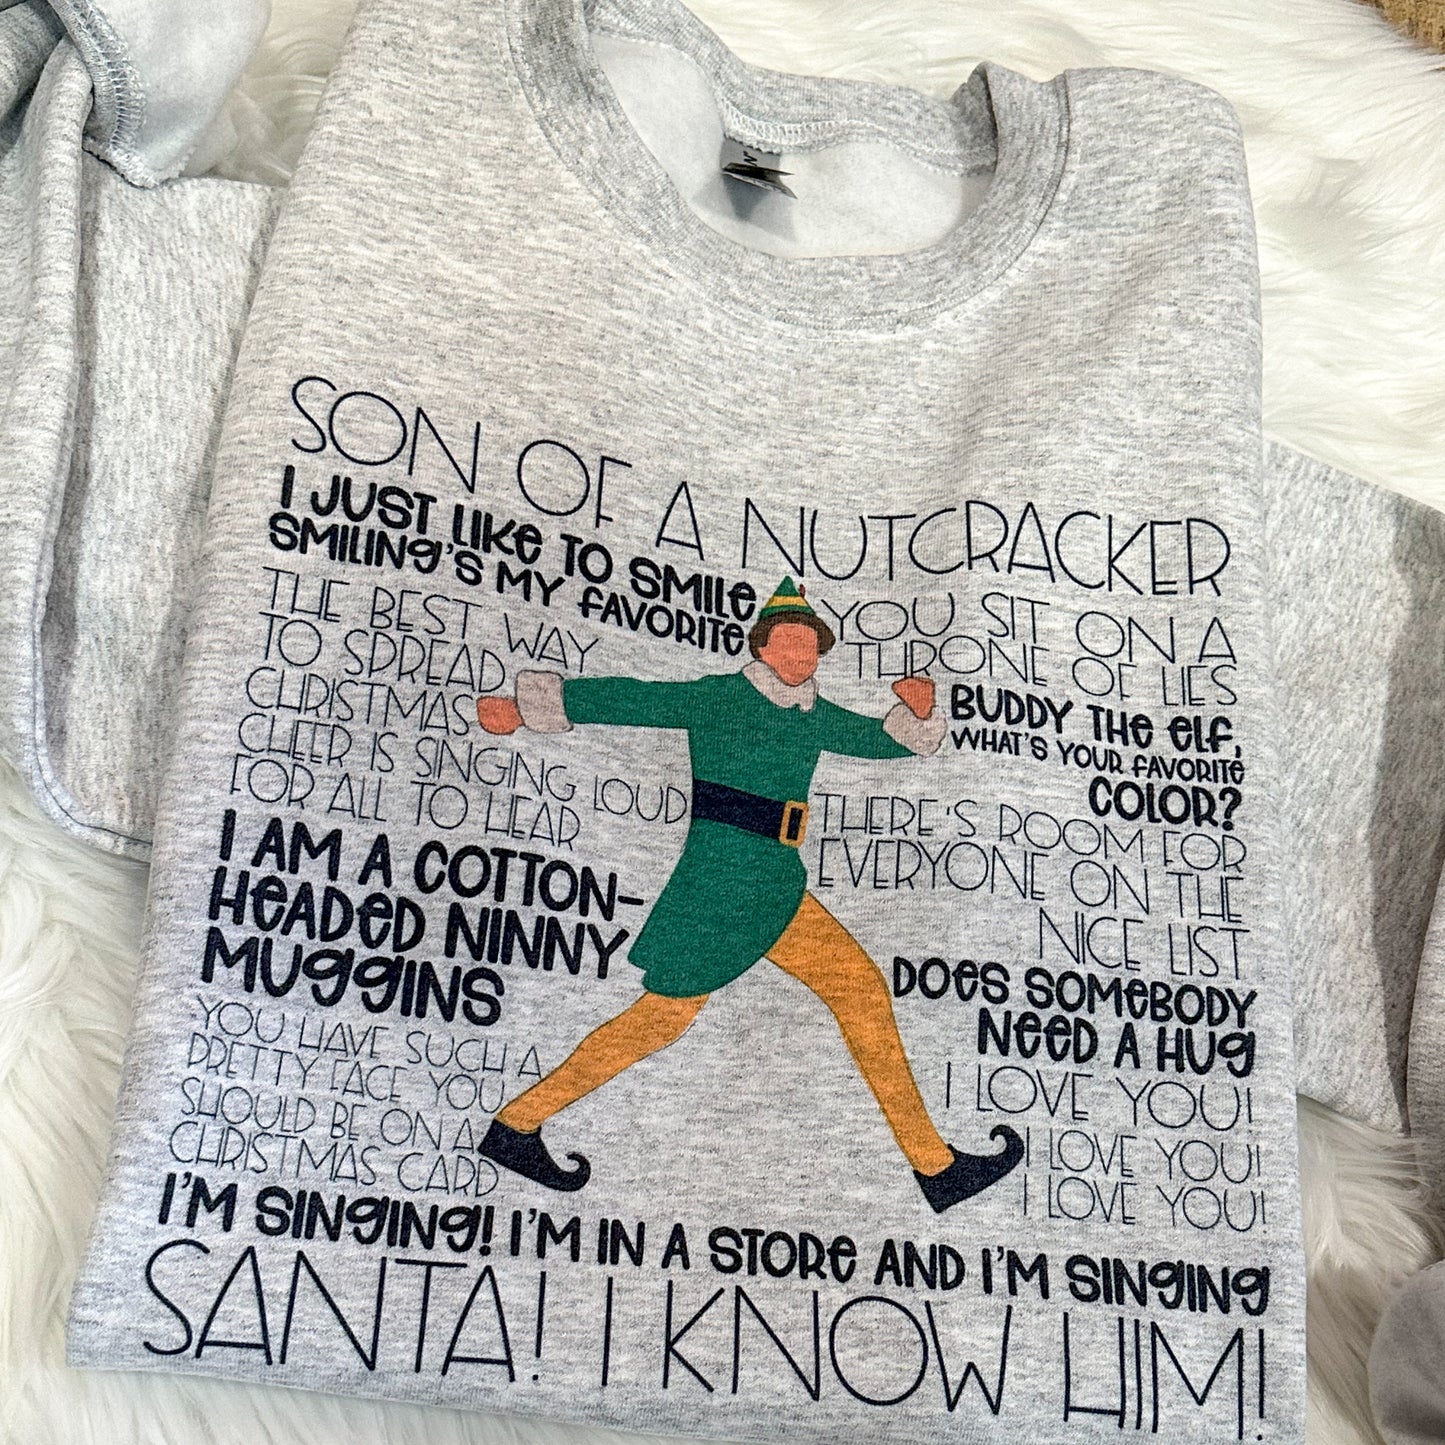 SON OF A NUTCRACKER
I JUST LIKE TO SMILE
SMILING'S MY FAVORITE
THE BEST WAY
TO SPREAD
CHRISTMAS
CHEER IS SINGING LOUD
FOR ALL TO HEAR
I AM A COTTON-
HEADED NINNY
MUGGINS
YOU HAVE SUCH A
PRETTY FACE YOU
SHOULD BE ON A
CHRISTMAS CARD
YOU SIT ON A
THRONE OF LIES
BUDDY THE ELF,
WHAT'S YOUR FAVORITE
COLOR?
THERE'S ROOM FOR
EVERYONE ON THE
NICE LIST
DOES SOMEBODY
NEED A HUG
I LOVE YOU!
I LOVE YOU!
I LOVE YOU!
I'M SINGING! I'M IN A STORE AND I'M SINGING
SANTA! I KNOW HIM!